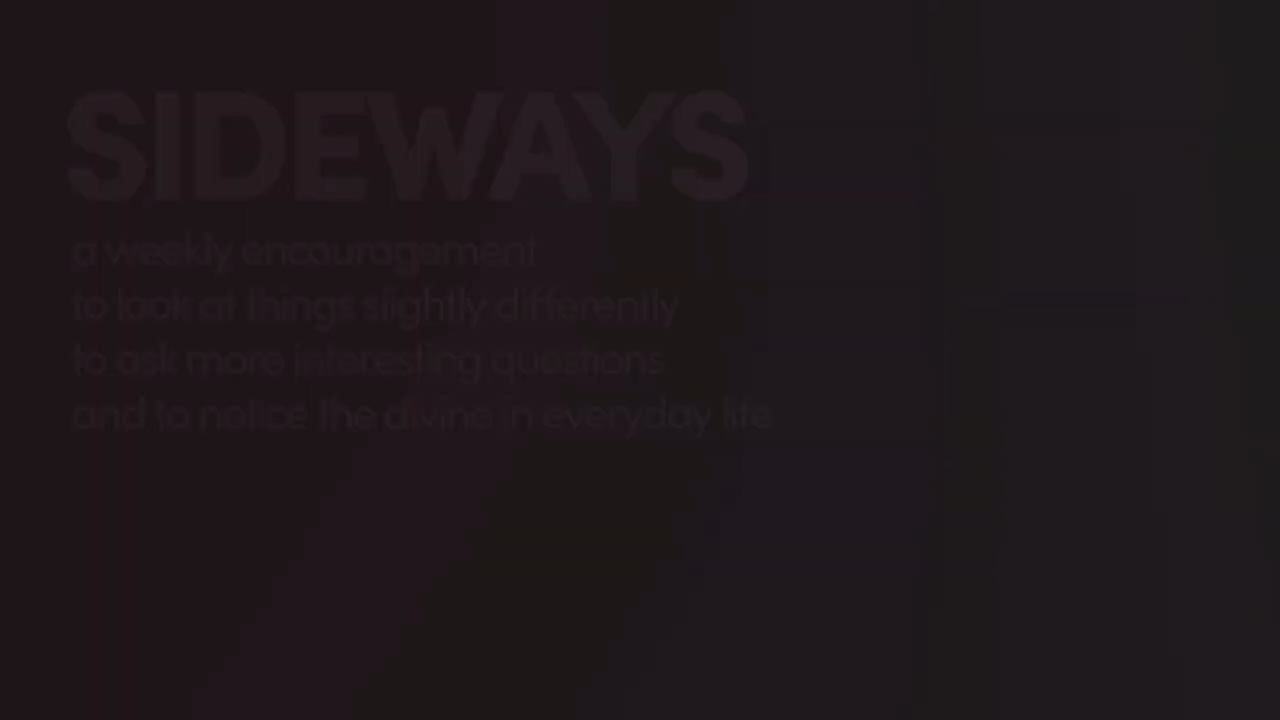 SIDEWAYS
a weekly encouragement
to look at things slightly differently
to ask more interesting questions
and to notice the divine in everyday life